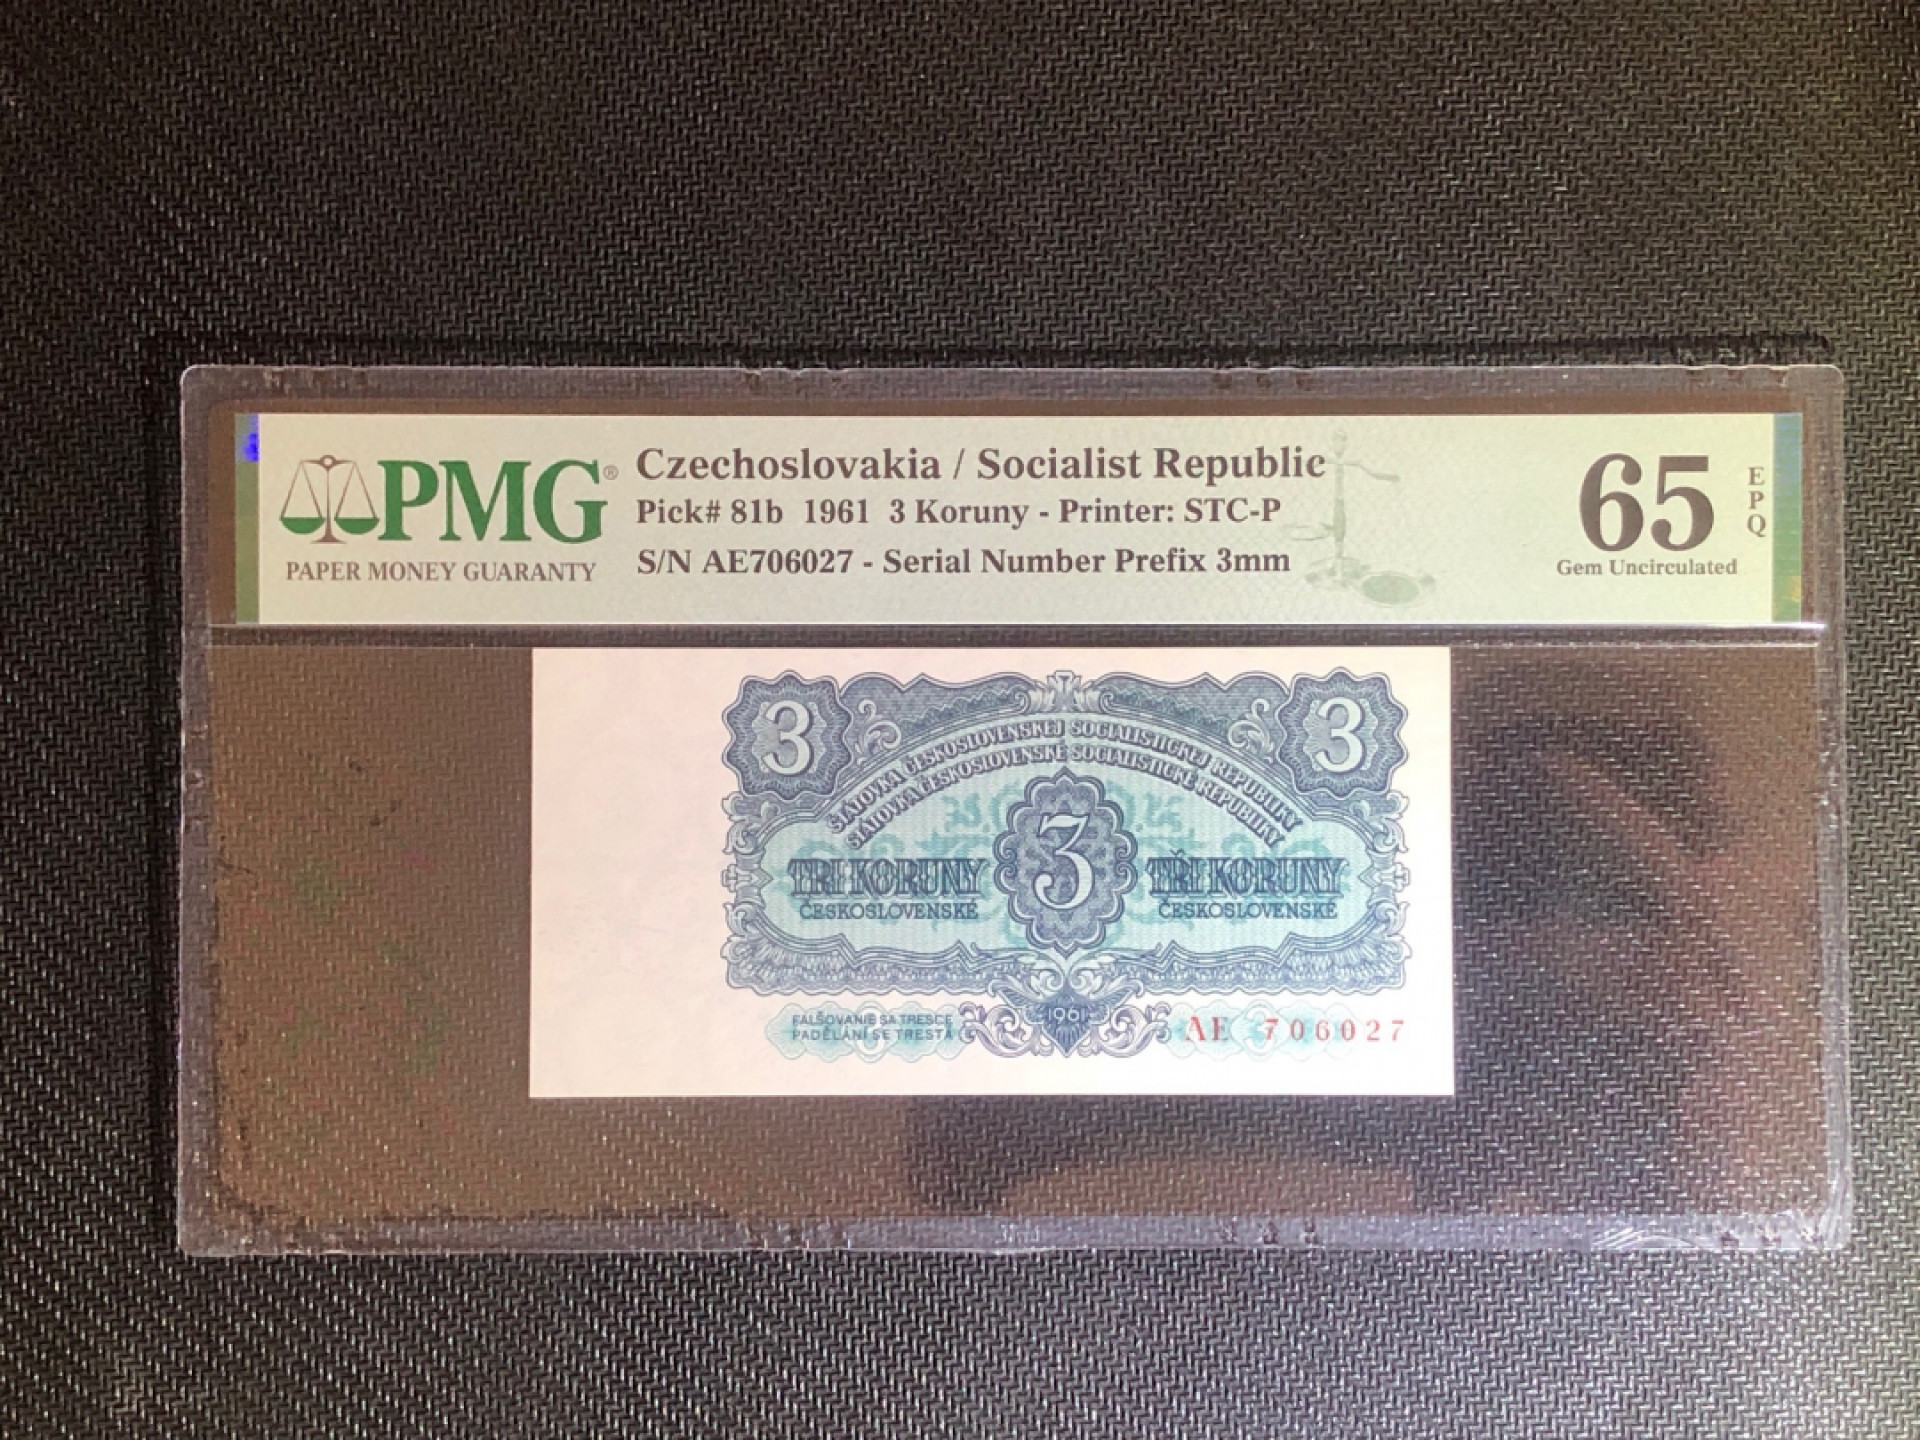 PMG®
PAPER MONEY GUARANTY
Czechoslovakia / Socialist Republic
Pick# 81b 1961 3 Koruny - Printer: STC-P
S/N AE706027 - Serial Number Prefix 3mm
65
EPQ
Gem Uncirculated
3
3
STÁTOVKA ČESKOSLOVENSKEJ SOCIALISTICKEJ REPUBLIKY
STÁTOVKA ČESKOSLOVENSKÉ SOCIALISTICKÉ REPUBLIKY
3
TRI KORUNY
ČESKOSLOVENSKÉ
TŘI KORUNY
ČESKOSLOVENSKÉ
FALŠOVANIE SA TRESCE
PADĚLÁNÍ SE TRESTÁ
1961
AE 706027